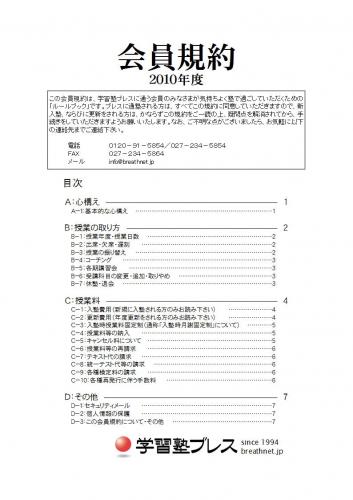 会員規約
2010年度
この会員規約は、学習塾ブレスに通う会員のみなさまが気持ちよく塾で過ごしていただくための
「ルールブック」です。ブレスに通塾される方は、すべてこの規約に同意していただきますので、新
入塾、ならびに更新をされる方は、かならずこの規約をご一読の上、疑問点を解消されてから、手
続きをしていただきますようお願いいたします。なお、ご不明な点がございましたら、お気軽に以下
の連絡先までご連絡下さい。
電話 0120-91-5854/027-234-5854
FAX 027-234-5864
メール info@breathnet.jp
目次
A:心構え 1
A-1:基本的な心構え 1
B:授業の取り方 2
B-1:授業年度・授業日数 2
B-2:出席・欠席・遅刻 2
B-3:授業の振り替え 2
B-4:コーチング 3
B-5:各期講習会 3
B-6:受講科目の変更・追加・取りやめ 3
B-7:休塾・退会 3
C:授業料 4
C-1:入塾費用(新規に入塾される方のみお読み下さい) 4
C-2:更新費用(年度更新をされる方のみお読み下さい) 4
C-3:入塾時授業料固定制(通称「入塾時月謝固定制」について) 5
C-4:授業料等の納入 5
C-5:キャンセル料について 5
C-6:授業料等の再請求 5
C-7:テキスト代の請求 6
C-8:統一テスト代等の請求 6
C-9:各種検定料の請求 6
C-10:各種再発行に伴う手数料 6
D:その他 7
D-1:セキュリティメール 7
D-2:個人情報の保護 7
D-3:この会員規約について・その他 7
学習塾ブレス
since 1994
breathnet.jp